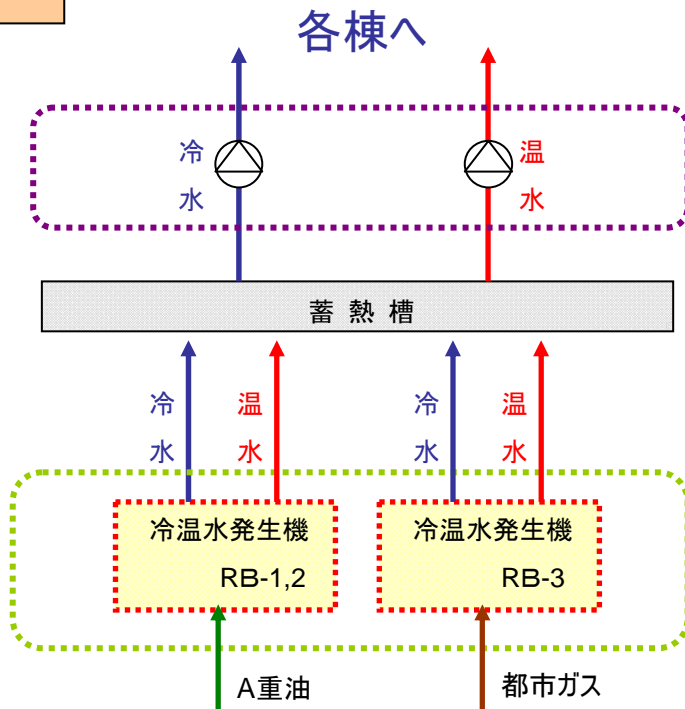 各棟へ
冷水
温水
蓄熱槽
冷水
温水
冷水
温水
冷温水発生機
RB-1,2
冷温水発生機
RB-3
A重油
都市ガス